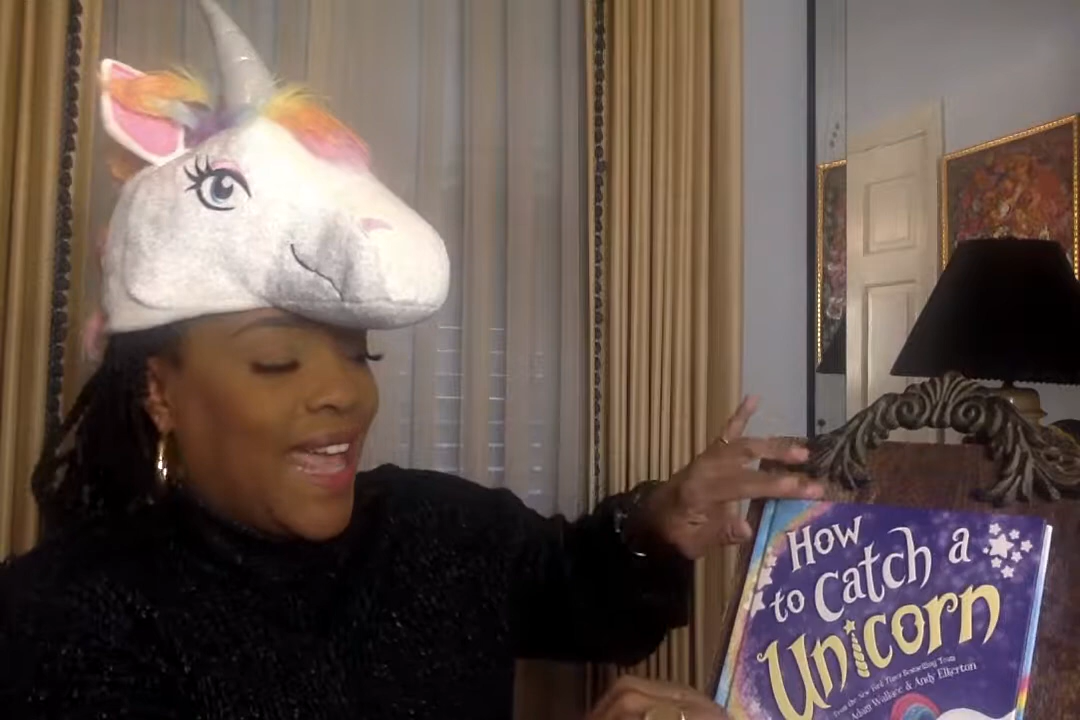 How
to Catch a
Unicorn
From the New York Times Bestselling Team
Adam Wallace & Andy Elkerton